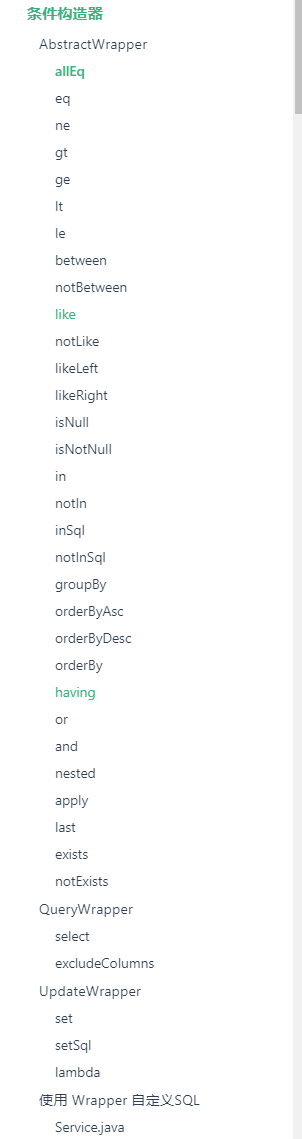 条件构造器
AbstractWrapper
allEq
eq
ne
gt
ge
lt
le
between
notBetween
like
notLike
likeLeft
likeRight
isNull
isNotNull
in
notIn
inSql
notInSql
groupBy
orderByAsc
orderByDesc
orderBy
having
or
and
nested
apply
last
exists
notExists
QueryWrapper
select
excludeColumns
UpdateWrapper
set
setSql
lambda
使用 Wrapper 自定义SQL
Service.java